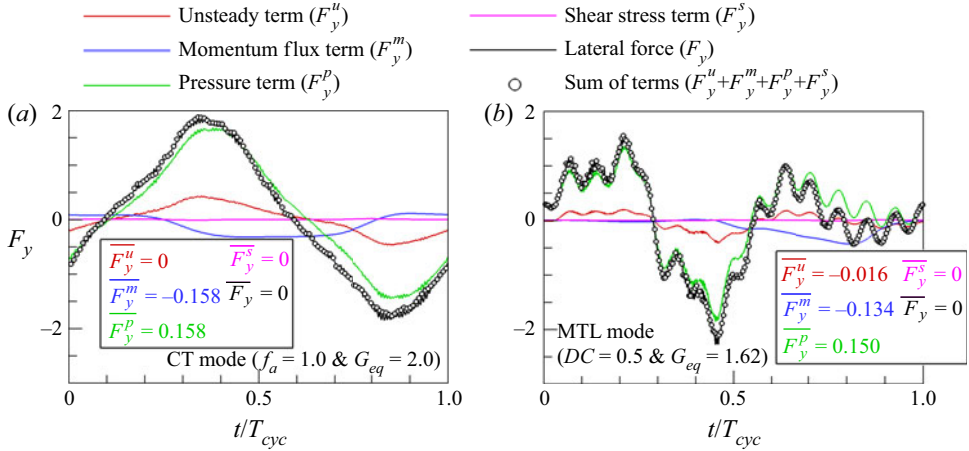 Unsteady term (F_y^u)
Momentum flux term (F_y^m)
Pressure term (F_y^p)
Shear stress term (F_y^s)
Lateral force (F_y)
Sum of terms (F_y^u+F_y^m+F_y^p+F_y^s)
(a)
2
0
−2
F_y
F_y^u = 0
F_y^s = 0
F_y^m = –0.158
F_y = 0
F_y^p = 0.158
CT mode (f_a = 1.0 & G_eq = 2.0)
0
0.5
1.0
t/T_cyc
(b)
2
0
−2
F_y^u = –0.016
F_y^s = 0
F_y^m = –0.134
F_y = 0
F_y^p = 0.150
MTL mode
(DC = 0.5 & G_eq = 1.62)
0
0.5
1.0
t/T_cyc